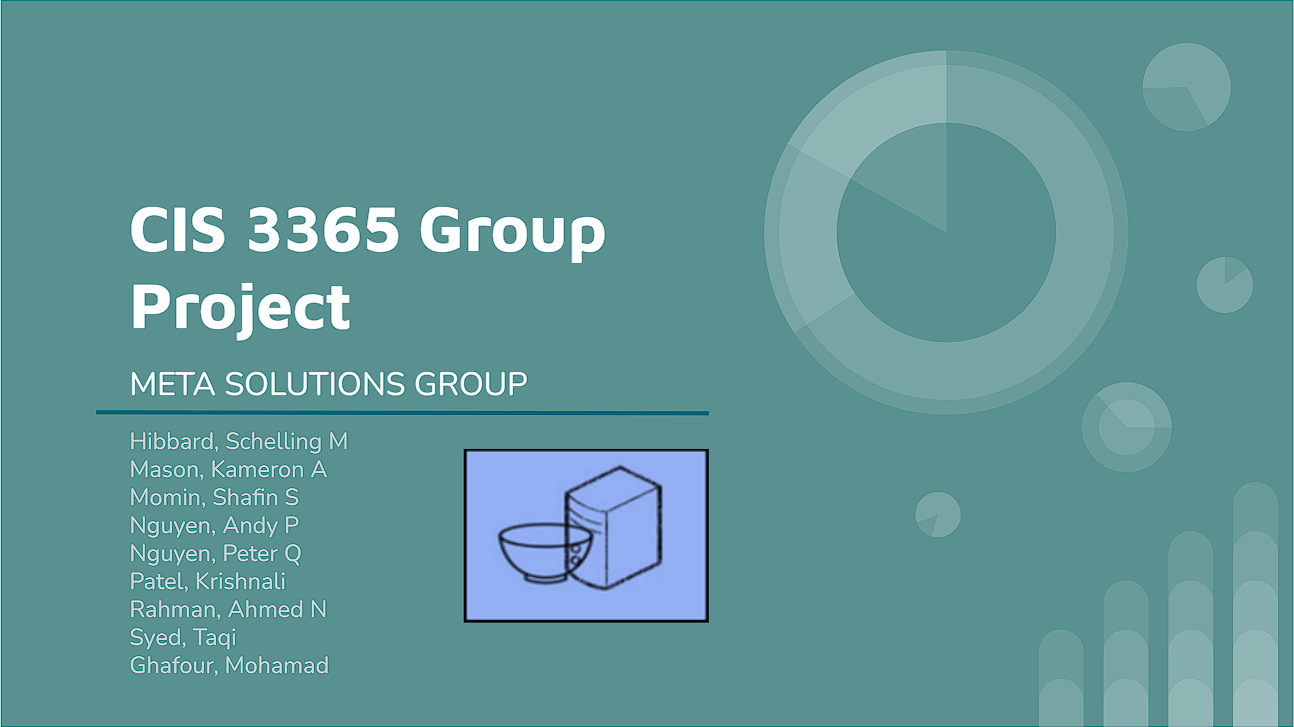 CIS 3365 Group
Project
META SOLUTIONS GROUP
Hibbard, Schelling M
Mason, Kameron A
Momin, Shafin S
Nguyen, Andy P
Nguyen, Peter Q
Patel, Krishnali
Rahman, Ahmed N
Syed, Taqi
Ghafour, Mohamad